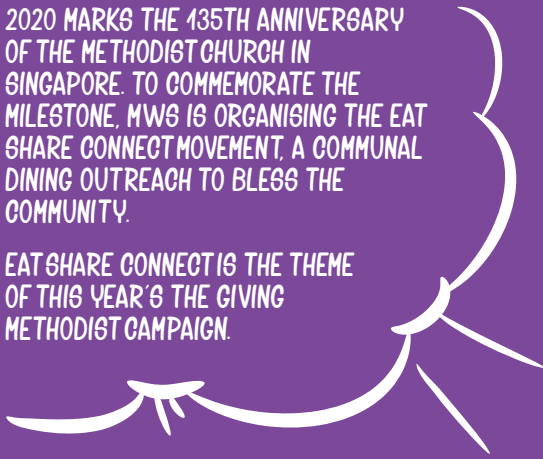 2020 MARKS THE 135TH ANNIVERSARY
OF THE METHODIST CHURCH IN
SINGAPORE. TO COMMEMORATE THE
MILESTONE, MWS IS ORGANISING THE EAT
SHARE CONNECT MOVEMENT, A COMMUNAL
DINING OUTREACH TO BLESS THE
COMMUNITY.
EAT SHARE CONNECT IS THE THEME
OF THIS YEAR'S THE GIVING
METHODIST CAMPAIGN.